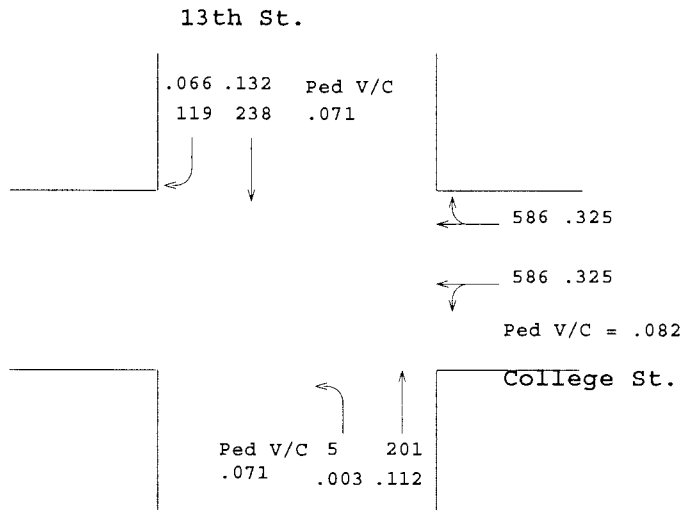 13th St.
.066 .132 Ped V/C
119 238 .071
586 .325
586 .325
Ped V/C = .082
College St.
Ped V/C 5 201
.071 .003 .112